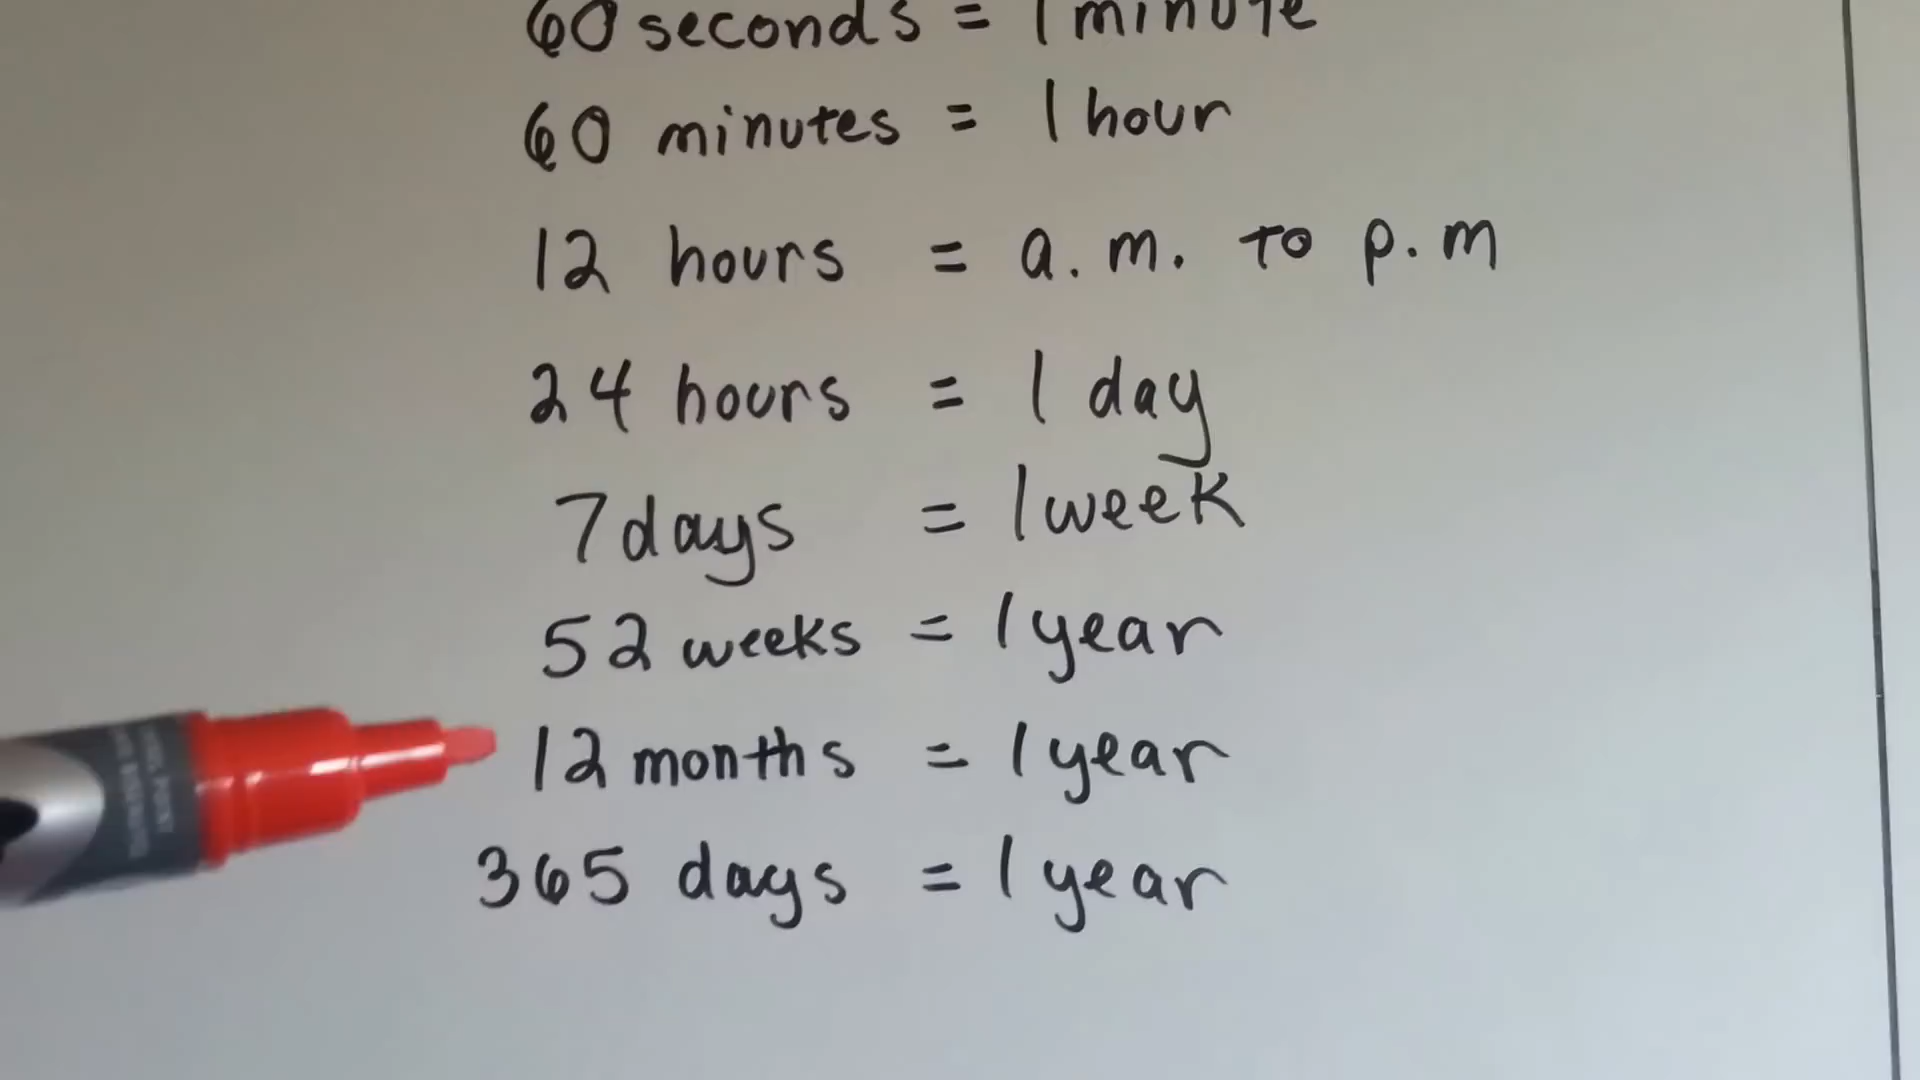 60 seconds = 1 minute
60 minutes = 1 hour
12 hours = a.m. to p.m
24 hours = 1 day
7 days = 1 week
52 weeks = 1 year
12 months = 1 year
365 days = 1 year